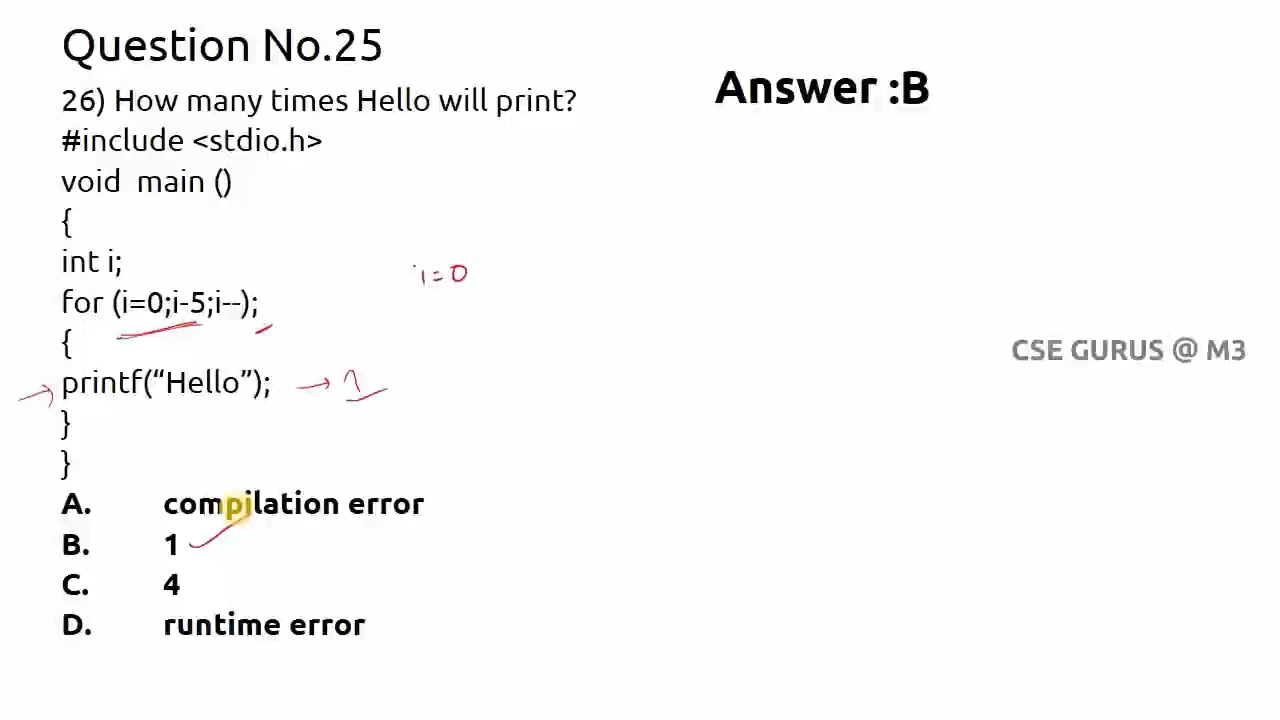 Question No.25
Answer :B
26) How many times Hello will print?
#include <stdio.h>
void  main ()
{
int i;
i=0
for (i=0;i-5;i--);
{
printf(“Hello”); → 1
}
}
A. compilation error
B. 1
C. 4
D. runtime error
CSE GURUS @ M3